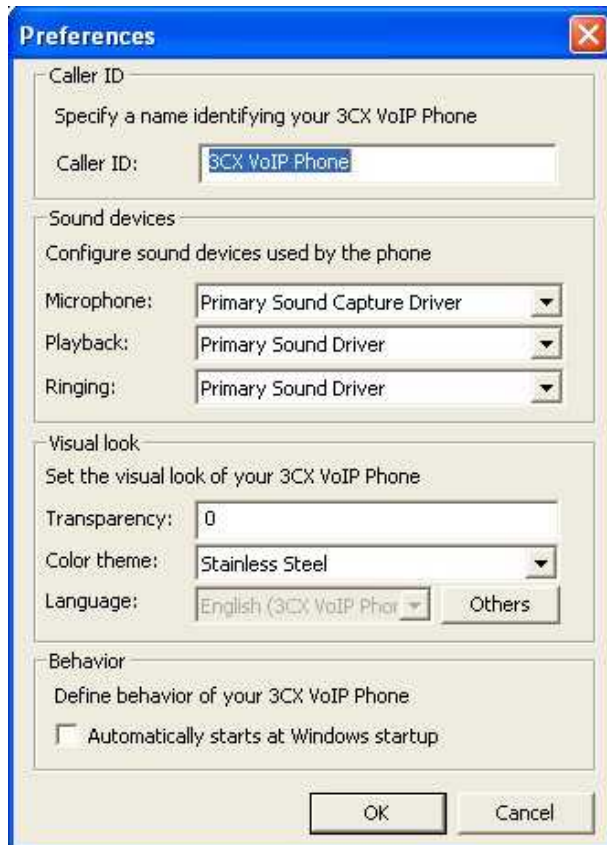 Preferences
Caller ID
Specify a name identifying your 3CX VoIP Phone
Caller ID: 3CX VoIP Phone
Sound devices
Configure sound devices used by the phone
Microphone: Primary Sound Capture Driver
Playback: Primary Sound Driver
Ringing: Primary Sound Driver
Visual look
Set the visual look of your 3CX VoIP Phone
Transparency: 0
Color theme: Stainless Steel
Language: English (3CX VoIP Phor Others
Behavior
Define behavior of your 3CX VoIP Phone
Automatically starts at Windows startup
OK Cancel